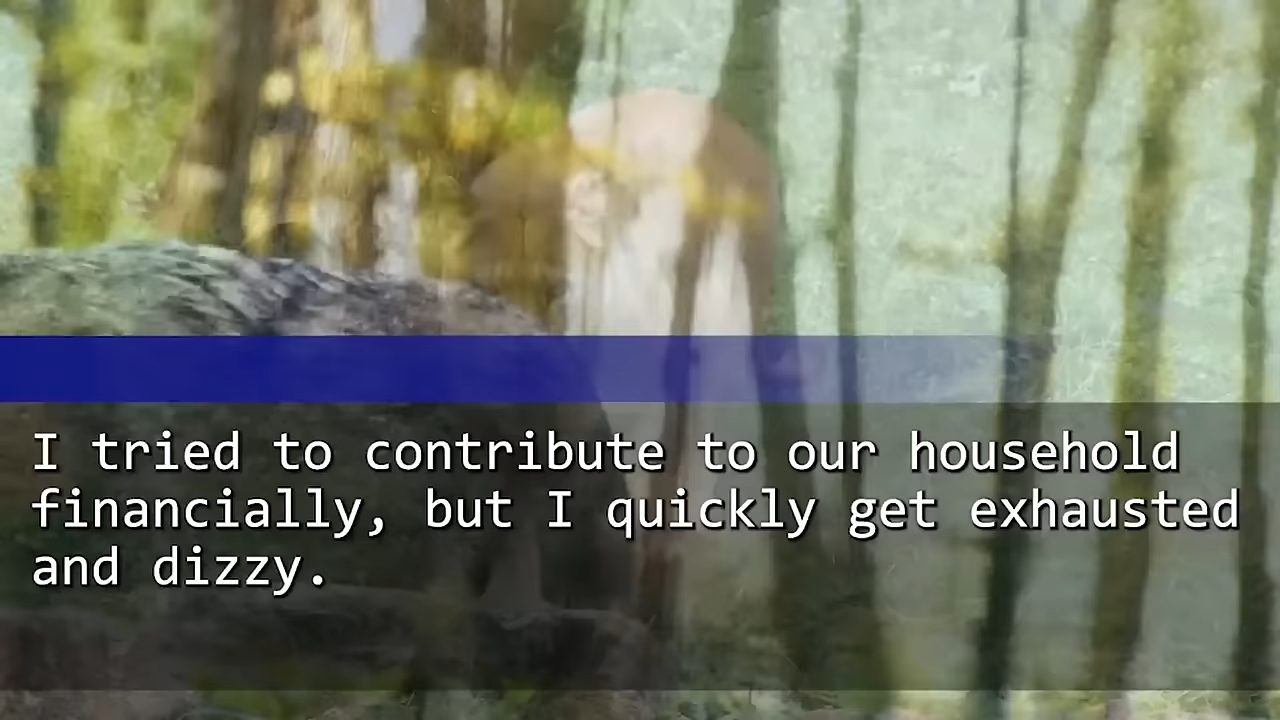 I tried to contribute to our household
financially, but I quickly get exhausted
and dizzy.